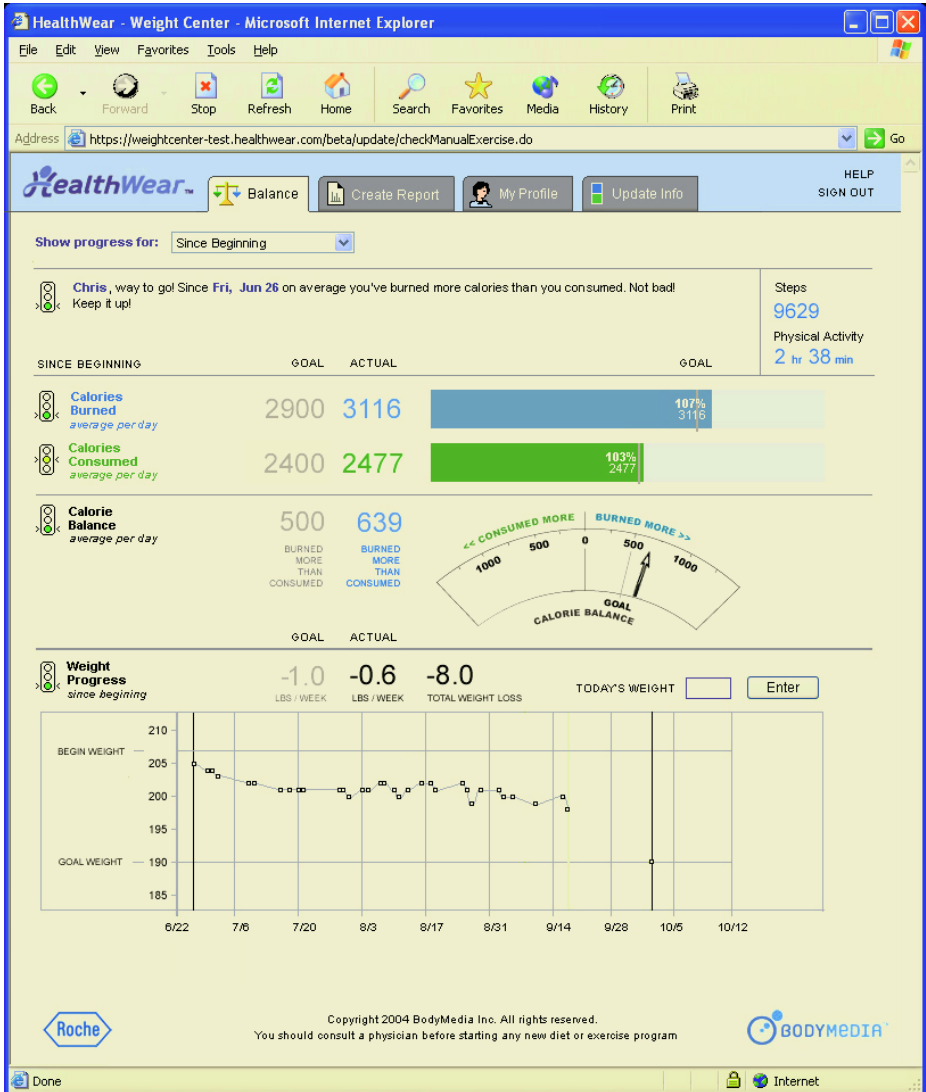 HealthWear - Weight Center - Microsoft Internet Explorer
File Edit View Favorites Tools Help
Back Forward Stop Refresh Home Search Favorites Media History Print
Address https://weightcenter-test.healthwear.com/beta/update/checkManualExercise.do Go
HealthWear™ Balance Create Report My Profile Update Info
HELP
SIGN OUT
Show progress for: Since Beginning
Chris, way to go! Since Fri, Jun 26 on average you've burned more calories than you consumed. Not bad!
Keep it up!
Steps
9629
Physical Activity
2 hr 38 min
SINCE BEGINNING GOAL ACTUAL GOAL
Calories
Burned
average per day
2900 3116
107%
3116
Calories
Consumed
average per day
2400 2477
103%
2477
Calorie
Balance
average per day
500 639
BURNED
MORE
THAN
CONSUMED
BURNED
MORE
THAN
CONSUMED
<< CONSUMED MORE BURNED MORE >>
1000 500 0 500 1000
GOAL
CALORIE BALANCE
GOAL ACTUAL
Weight
Progress
since begining
-1.0 -0.6 -8.0
LBS / WEEK LBS / WEEK TOTAL WEIGHT LOSS
TODAY'S WEIGHT Enter
210
BEGIN WEIGHT
205
200
195
GOAL WEIGHT 190
185
6/22 7/6 7/20 8/3 8/17 8/31 9/14 9/28 10/5 10/12
Roche
Copyright 2004 BodyMedia Inc. All rights reserved.
You should consult a physician before starting any new diet or exercise program
BODYMEDIA
Done Internet